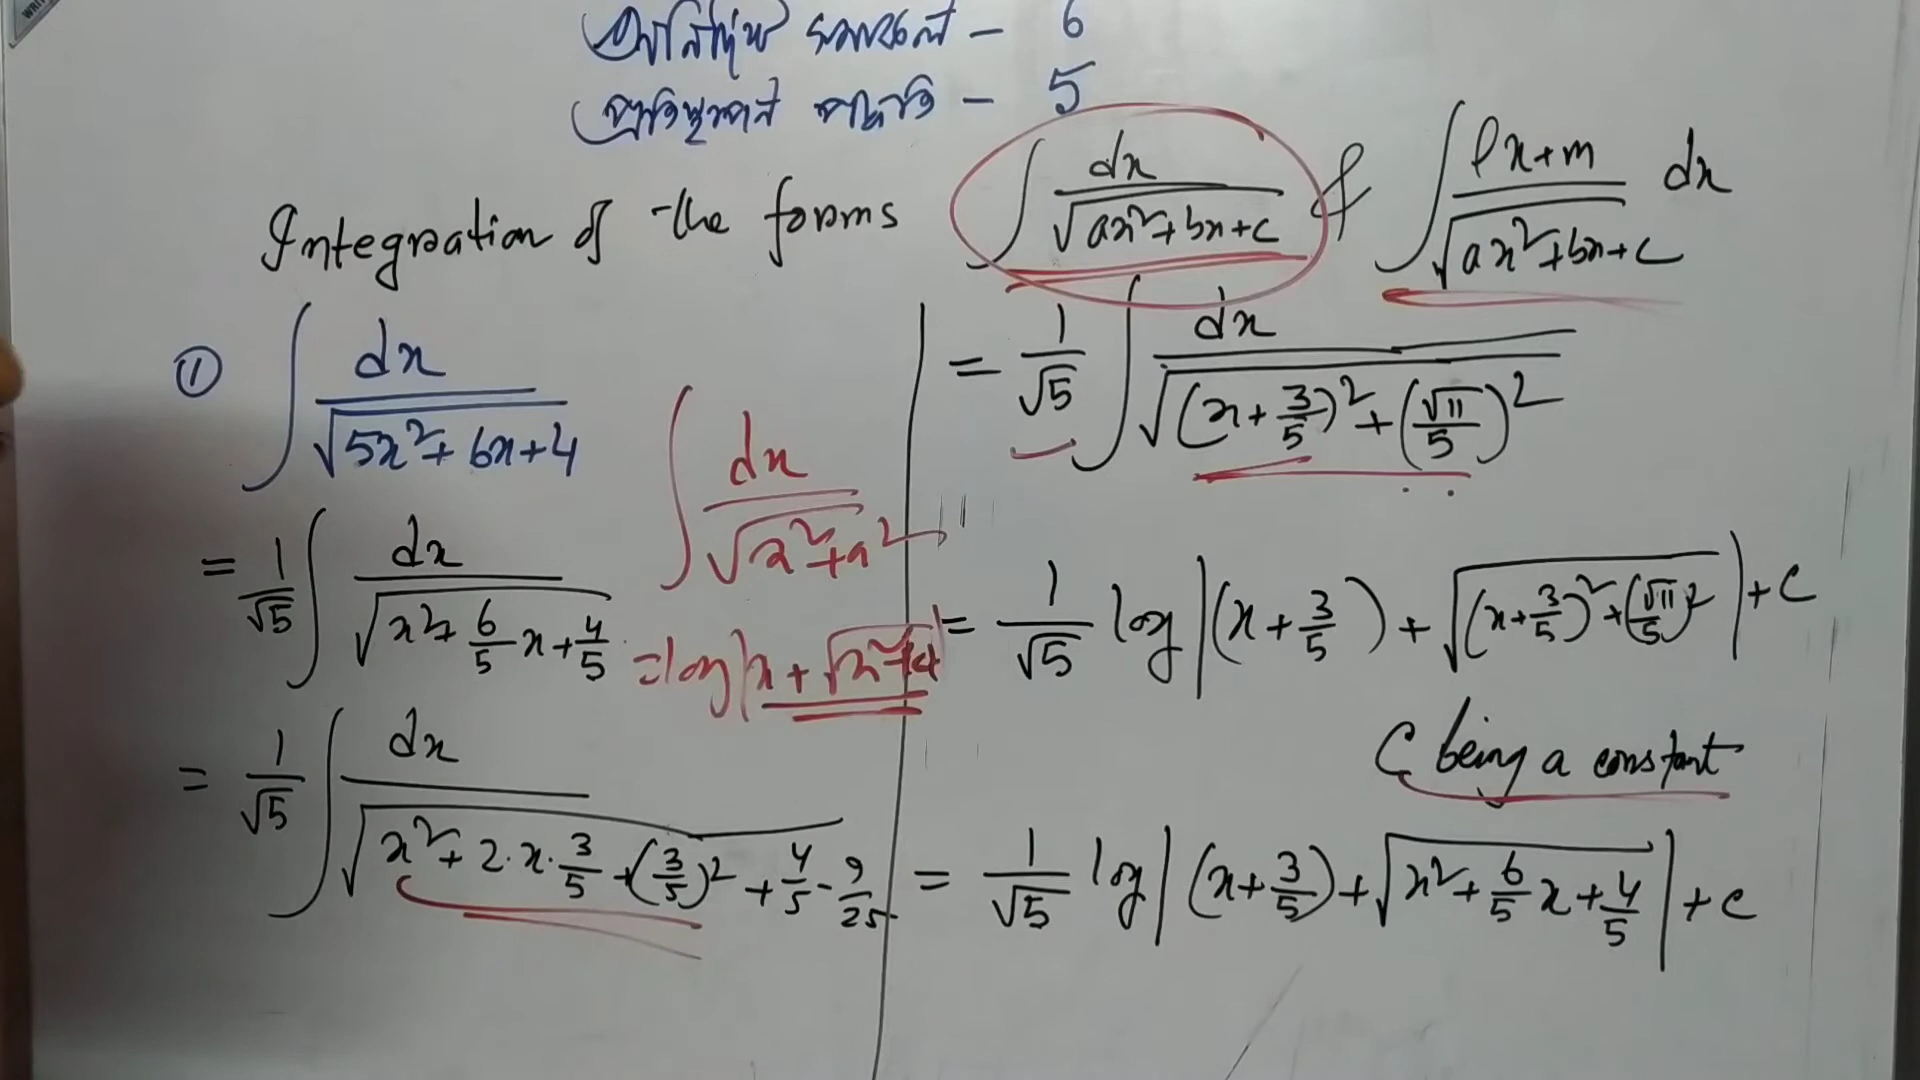 অনির্দিষ্ট সমাকলন - 6
প্রতিস্থাপন পদ্ধতি - 5
Integration of the forms ∫ dx/√(ax²+bx+c) & ∫ (px+m)/√(ax²+bx+c) dx
① ∫ dx/√(5x²+6x+4)
= 1/√5 ∫ dx/√(x²+6/5 x+4/5)
= 1/√5 ∫ dx/√(x²+2·x·3/5+(3/5)²+4/5-9/25)
∫ dx/√(x²+a²)
= log|x+√(x²+a
= 1/√5 ∫ dx/√((x+3/5)²+(√11/5)²)
= 1/√5 log|(x+3/5)+√((x+3/5)²+(√11/5)²)|+c
C being a constant
= 1/√5 log|(x+3/5)+√(x²+6/5 x+4/5)|+c